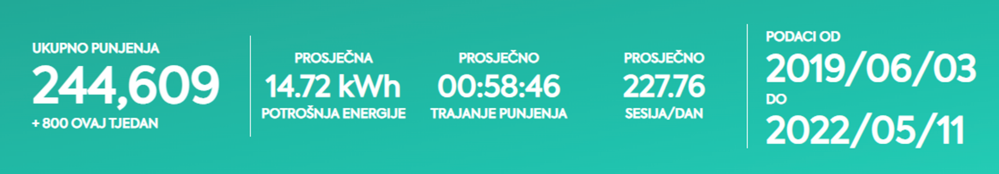 UKUPNO PUNJENJA
244,609
+ 800 OVAJ TJEDAN
PROSJEČNA
14.72 kWh
POTROŠNJA ENERGIJE
PROSJEČNO
00:58:46
TRAJANJE PUNJENJA
PROSJEČNO
227.76
SESIJA/DAN
PODACI OD
2019/06/03
DO
2022/05/11